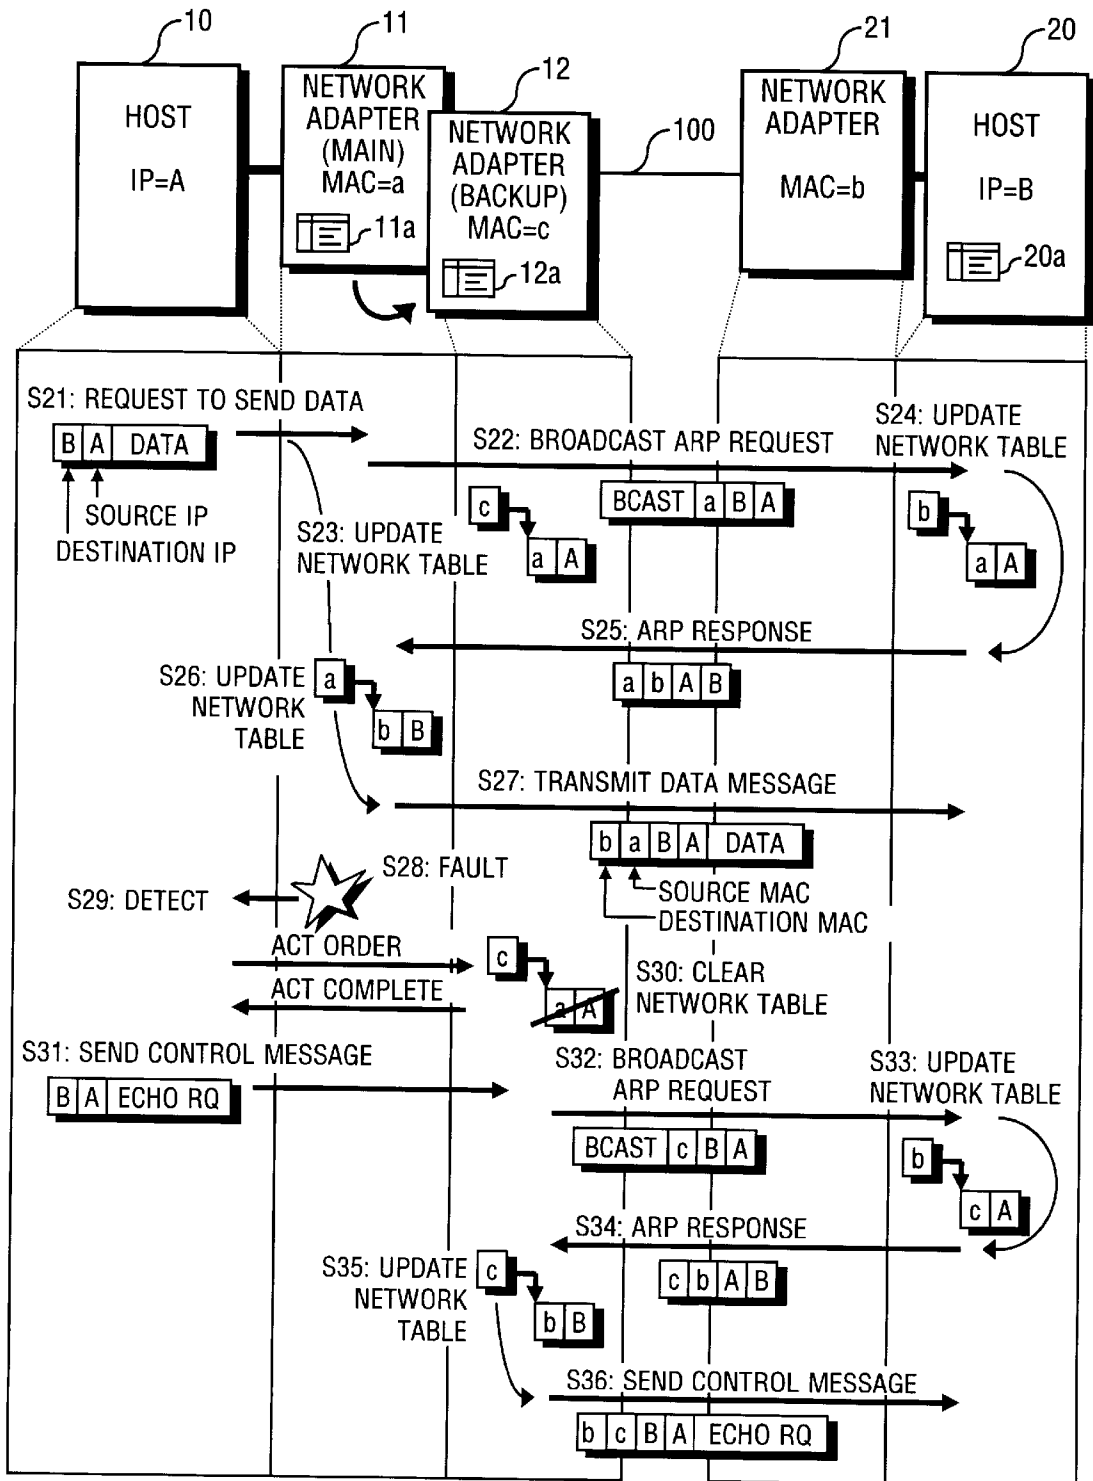 10
11
12
21
20
HOST
IP=A
NETWORK
ADAPTER
(MAIN)
MAC=a
11a
NETWORK
ADAPTER
(BACKUP)
MAC=c
12a
100
NETWORK
ADAPTER
MAC=b
HOST
IP=B
20a
S21: REQUEST TO SEND DATA
B A DATA
SOURCE IP
DESTINATION IP
S22: BROADCAST ARP REQUEST
BCAST a B A
S23: UPDATE
NETWORK TABLE
c
a A
S24: UPDATE
NETWORK TABLE
b
a A
S25: ARP RESPONSE
a b A B
S26: UPDATE
NETWORK
TABLE
a
b B
S27: TRANSMIT DATA MESSAGE
b a B A DATA
SOURCE MAC
DESTINATION MAC
S28: FAULT
S29: DETECT
ACT ORDER
ACT COMPLETE
c
a A
S30: CLEAR
NETWORK TABLE
S31: SEND CONTROL MESSAGE
B A ECHO RQ
S32: BROADCAST
ARP REQUEST
BCAST c B A
S33: UPDATE
NETWORK TABLE
b
c A
S34: ARP RESPONSE
c b A B
S35: UPDATE
NETWORK
TABLE
c
b B
S36: SEND CONTROL MESSAGE
b c B A ECHO RQ